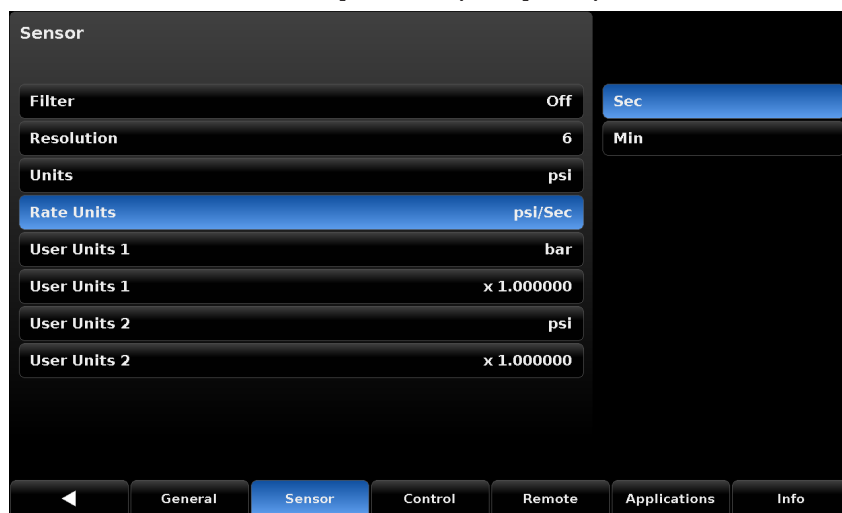 Sensor
Filter Off
Resolution 6
Units psi
Rate Units psi/Sec
User Units 1 bar
User Units 1 x 1.000000
User Units 2 psi
User Units 2 x 1.000000
Sec
Min
General Sensor Control Remote Applications Info